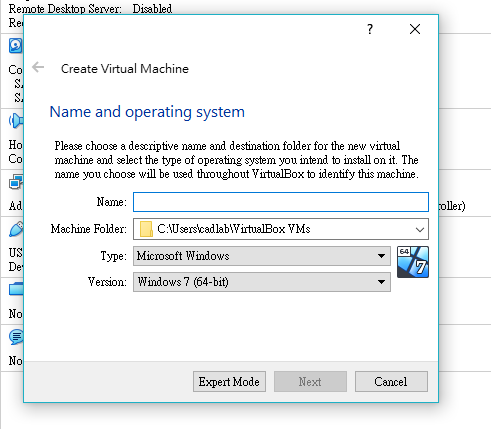 Remote Desktop Server: Disabled
Rec
?
Create Virtual Machine
Name and operating system
Please choose a descriptive name and destination folder for the new virtual
machine and select the type of operating system you intend to install on it. The
name you choose will be used throughout VirtualBox to identify this machine.
Co
SA
SA
Ho
Co
Name:
Ad
roller)
Machine Folder: C:\Users\cadlab\VirtualBox VMs
US
Type: Microsoft Windows
64
7
De
Version: Windows 7 (64-bit)
No
No
Expert Mode
Next
Cancel